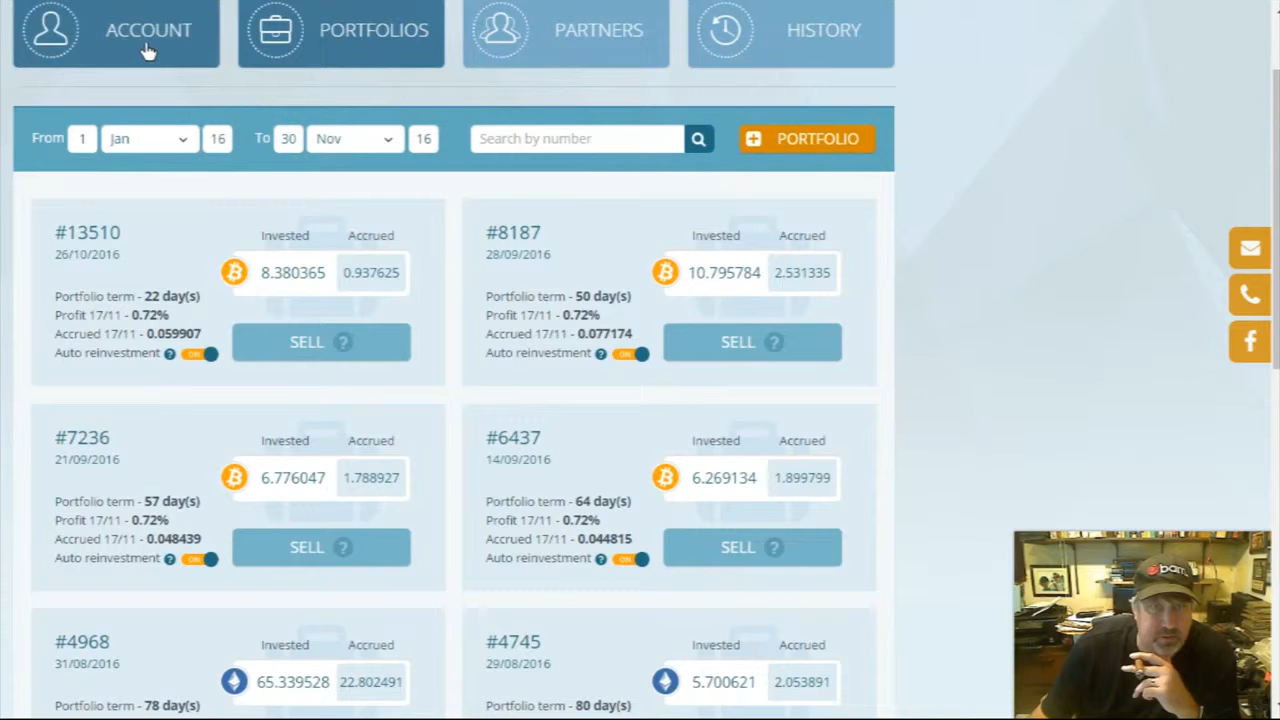 ACCOUNT
PORTFOLIOS
PARTNERS
HISTORY
From 1 Jan 16 To 30 Nov 16 Search by number PORTFOLIO
#13510
26/10/2016
Invested Accrued
8.380365 0.937625
Portfolio term - 22 day(s)
Profit 17/11 - 0.72%
Accrued 17/11 - 0.059907
Auto reinvestment ? ON
SELL ?
#8187
28/09/2016
Invested Accrued
10.795784 2.531335
Portfolio term - 50 day(s)
Profit 17/11 - 0.72%
Accrued 17/11 - 0.077174
Auto reinvestment ? ON
SELL ?
#7236
21/09/2016
Invested Accrued
6.776047 1.788927
Portfolio term - 57 day(s)
Profit 17/11 - 0.72%
Accrued 17/11 - 0.048439
Auto reinvestment ? ON
SELL ?
#6437
14/09/2016
Invested Accrued
6.269134 1.899799
Portfolio term - 64 day(s)
Profit 17/11 - 0.72%
Accrued 17/11 - 0.044815
Auto reinvestment ? ON
SELL ?
#4968
31/08/2016
Invested Accrued
65.339528 22.802491
Portfolio term - 78 day(s)
#4745
29/08/2016
Invested Accrued
5.700621 2.053891
Portfolio term - 80 day(s)